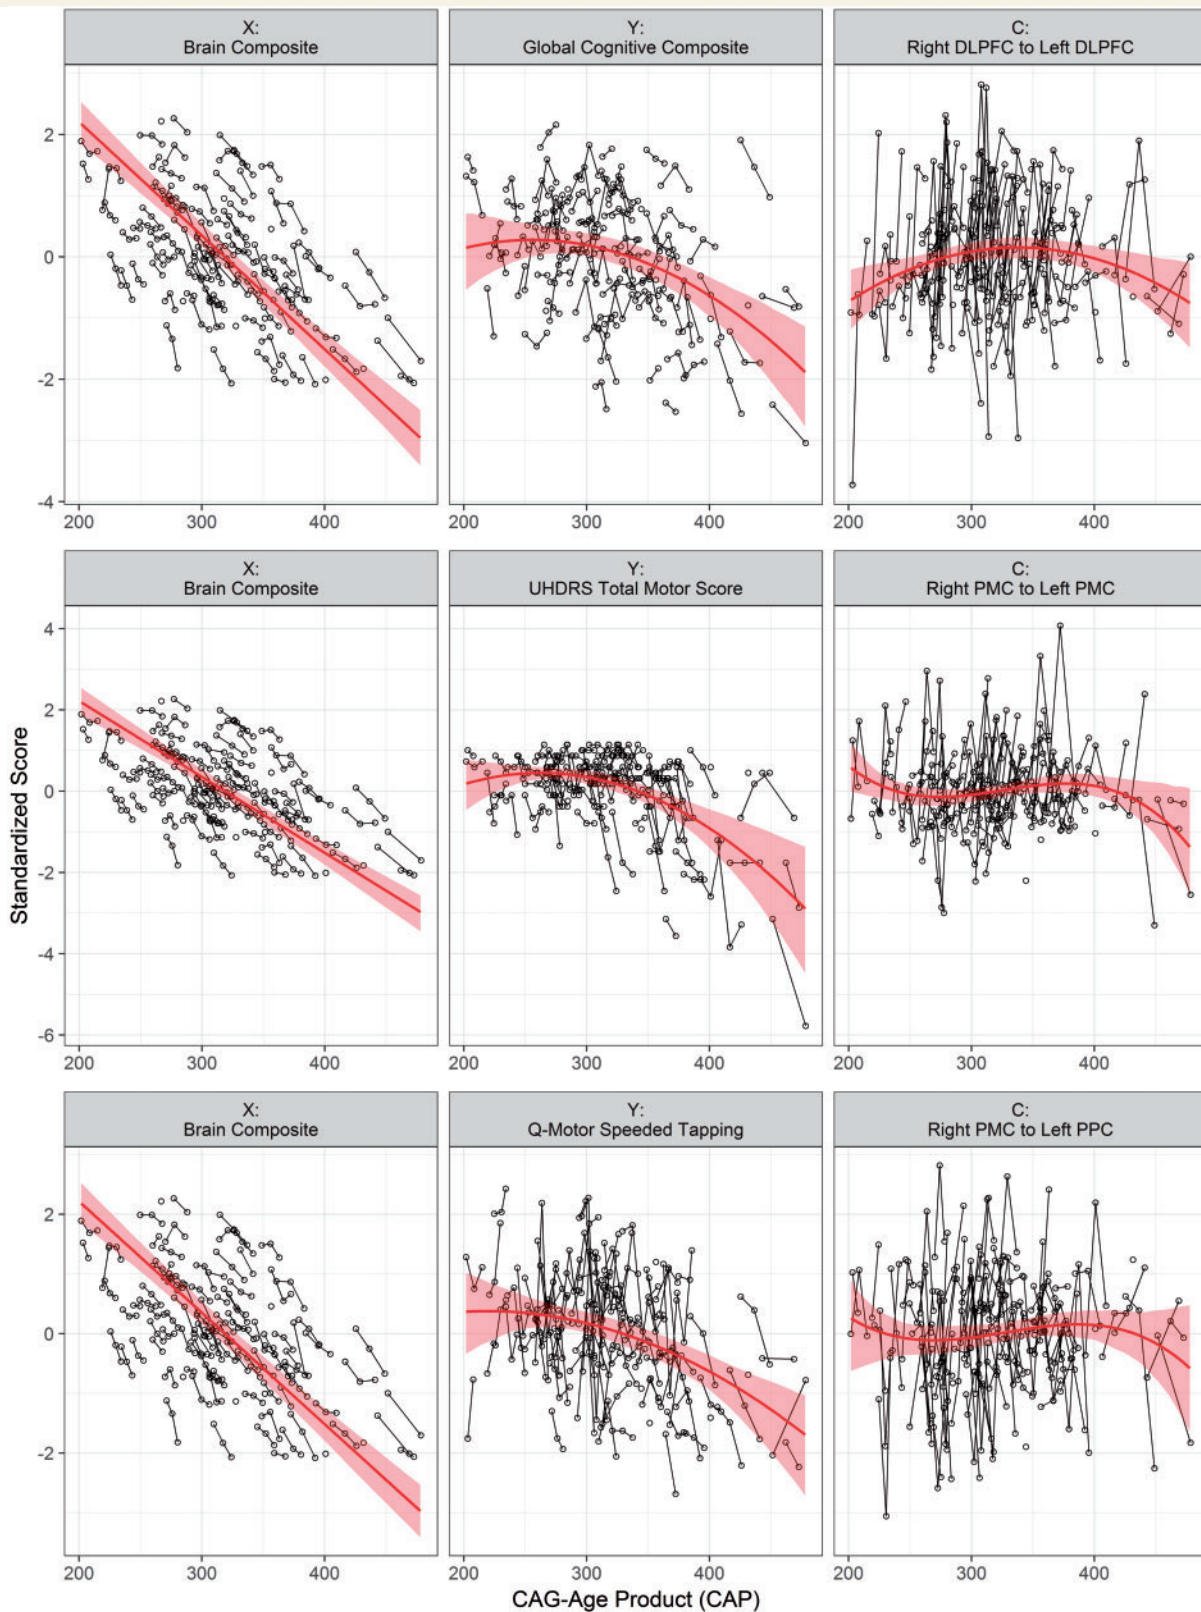 X:
Brain Composite
Y:
Global Cognitive Composite
C:
Right DLPFC to Left DLPFC
2
0
-2
-4
200
300
400
200
300
400
200
300
400
X:
Brain Composite
Y:
UHDRS Total Motor Score
C:
Right PMC to Left PMC
Standardized Score
4
2
0
-2
-4
-6
200
300
400
200
300
400
200
300
400
X:
Brain Composite
Y:
Q-Motor Speeded Tapping
C:
Right PMC to Left PPC
2
0
-2
200
300
400
200
300
400
200
300
400
CAG-Age Product (CAP)